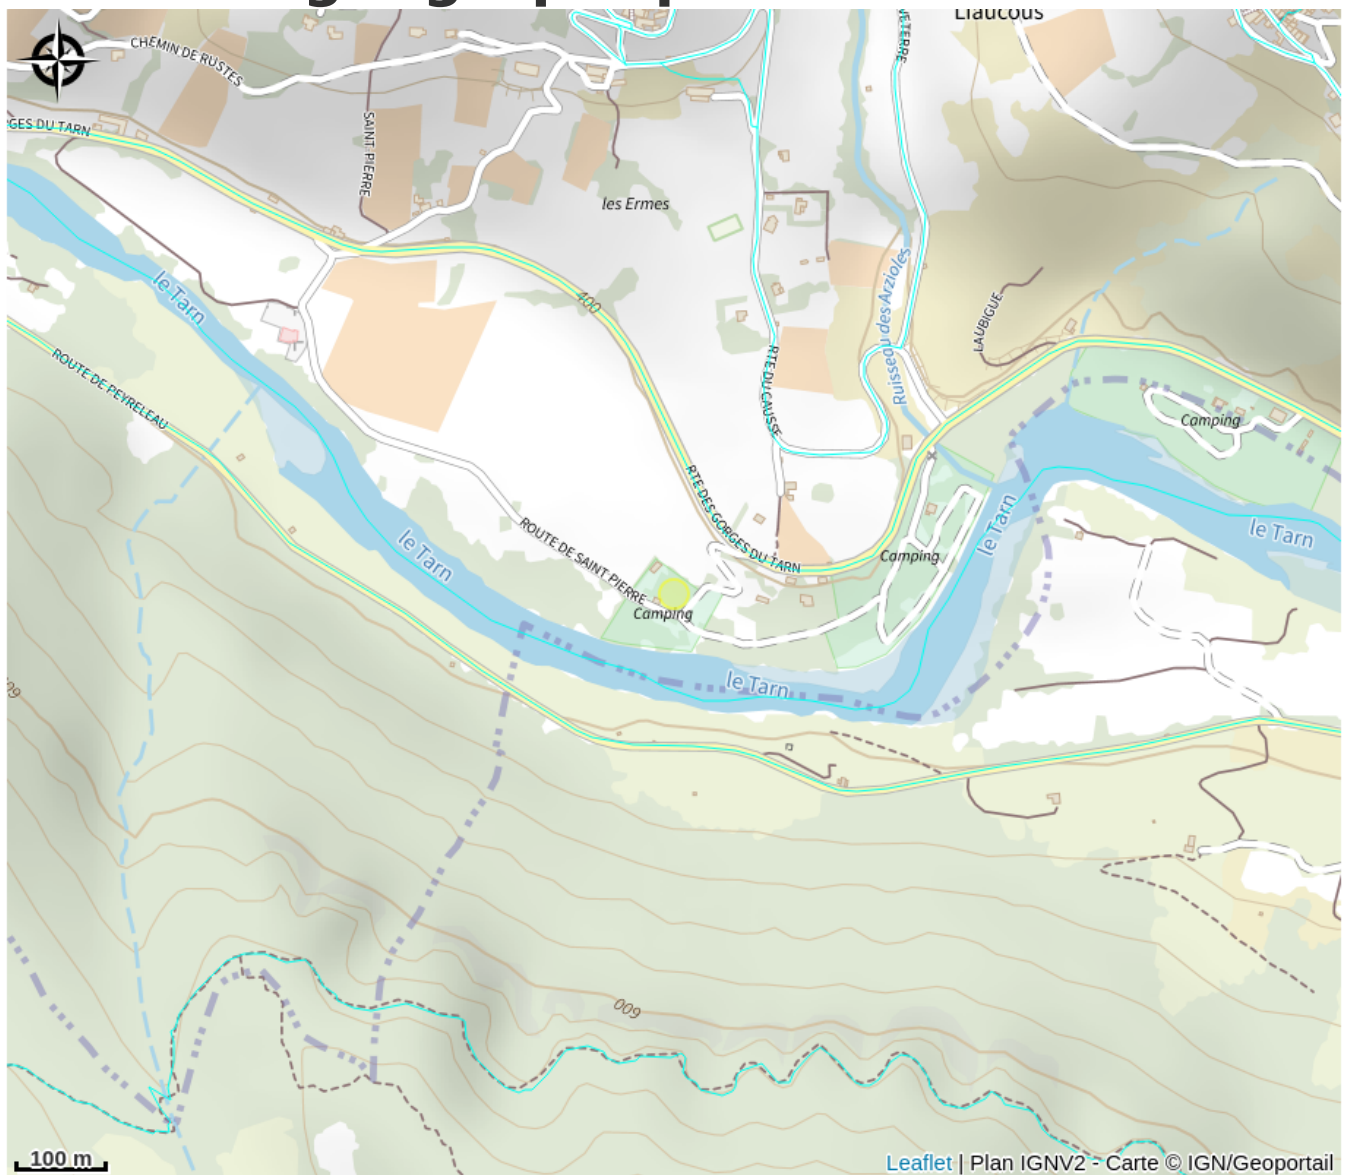 Liaucous
CHEMIN DE RUSTES
GES DU TARN
SAINT PIERRE
les Ermes
le Tarn
400
Ruisseau des Arzioles
LAUBIGUE
ROUTE DE PEYRELEAU
RTE DU CAUSSE
Camping
RTE DES GORGES DU TARN
le Tarn
le Tarn
le Tarn
ROUTE DE SAINT PIERRE
Camping
Camping
le Tarn
600
100 m
Leaflet | Plan IGNV2 - Carte © IGN/Geoportail